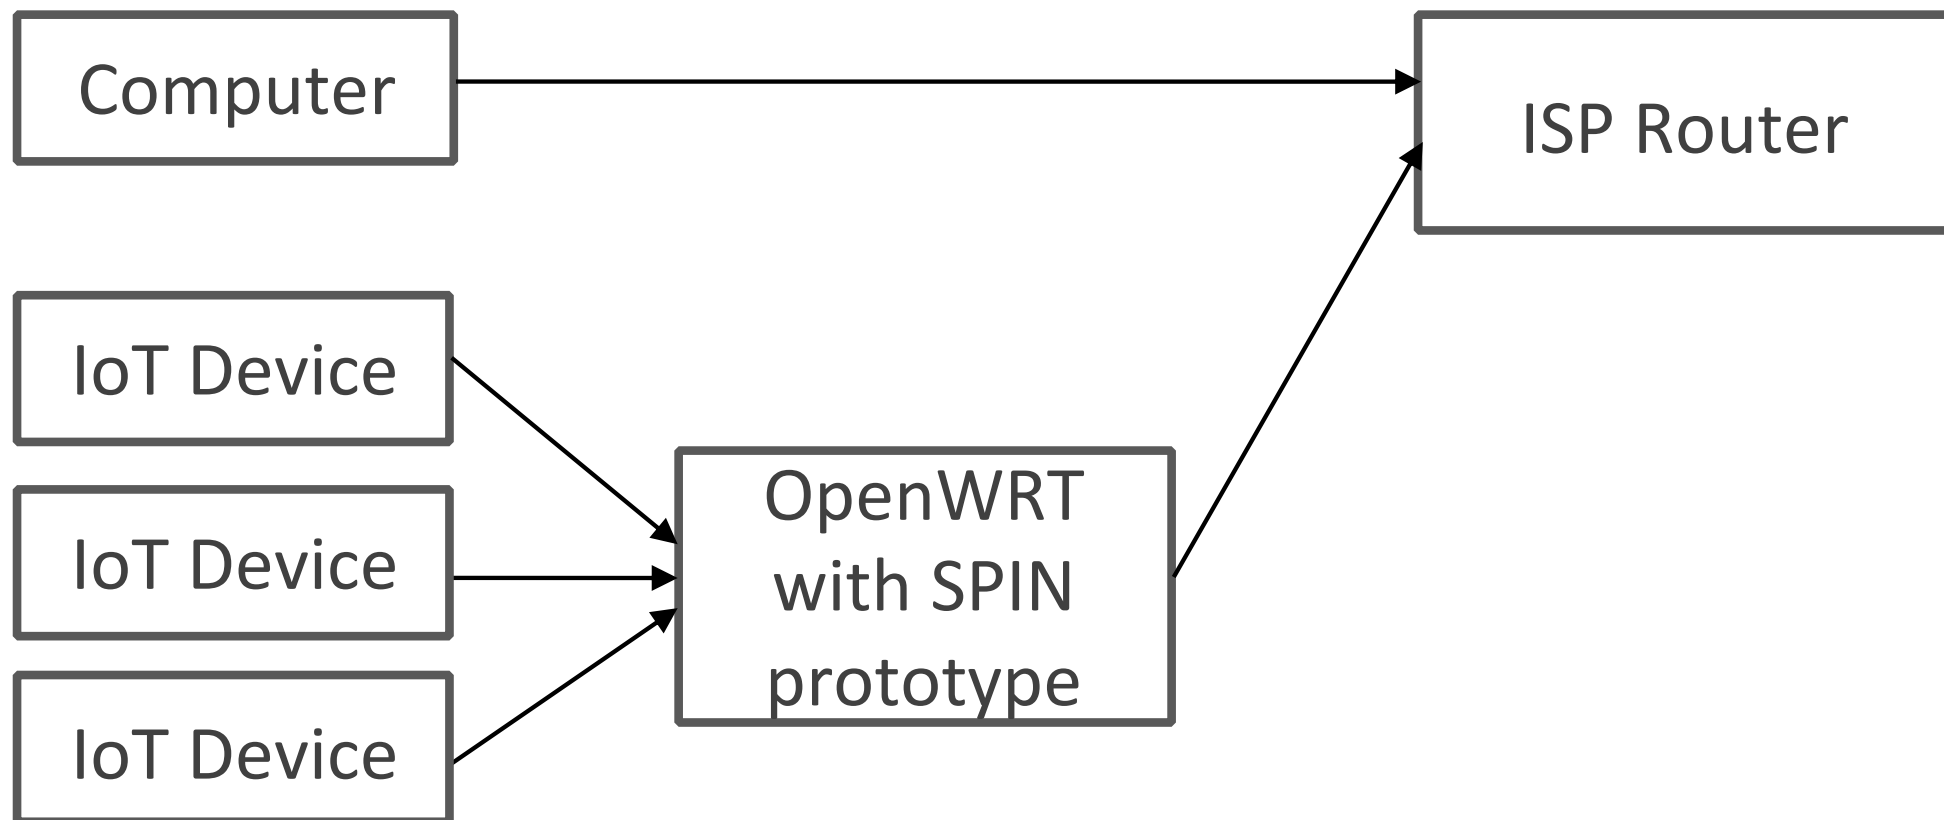 Computer
ISP Router
IoT Device
IoT Device
IoT Device
OpenWRT
with SPIN
prototype